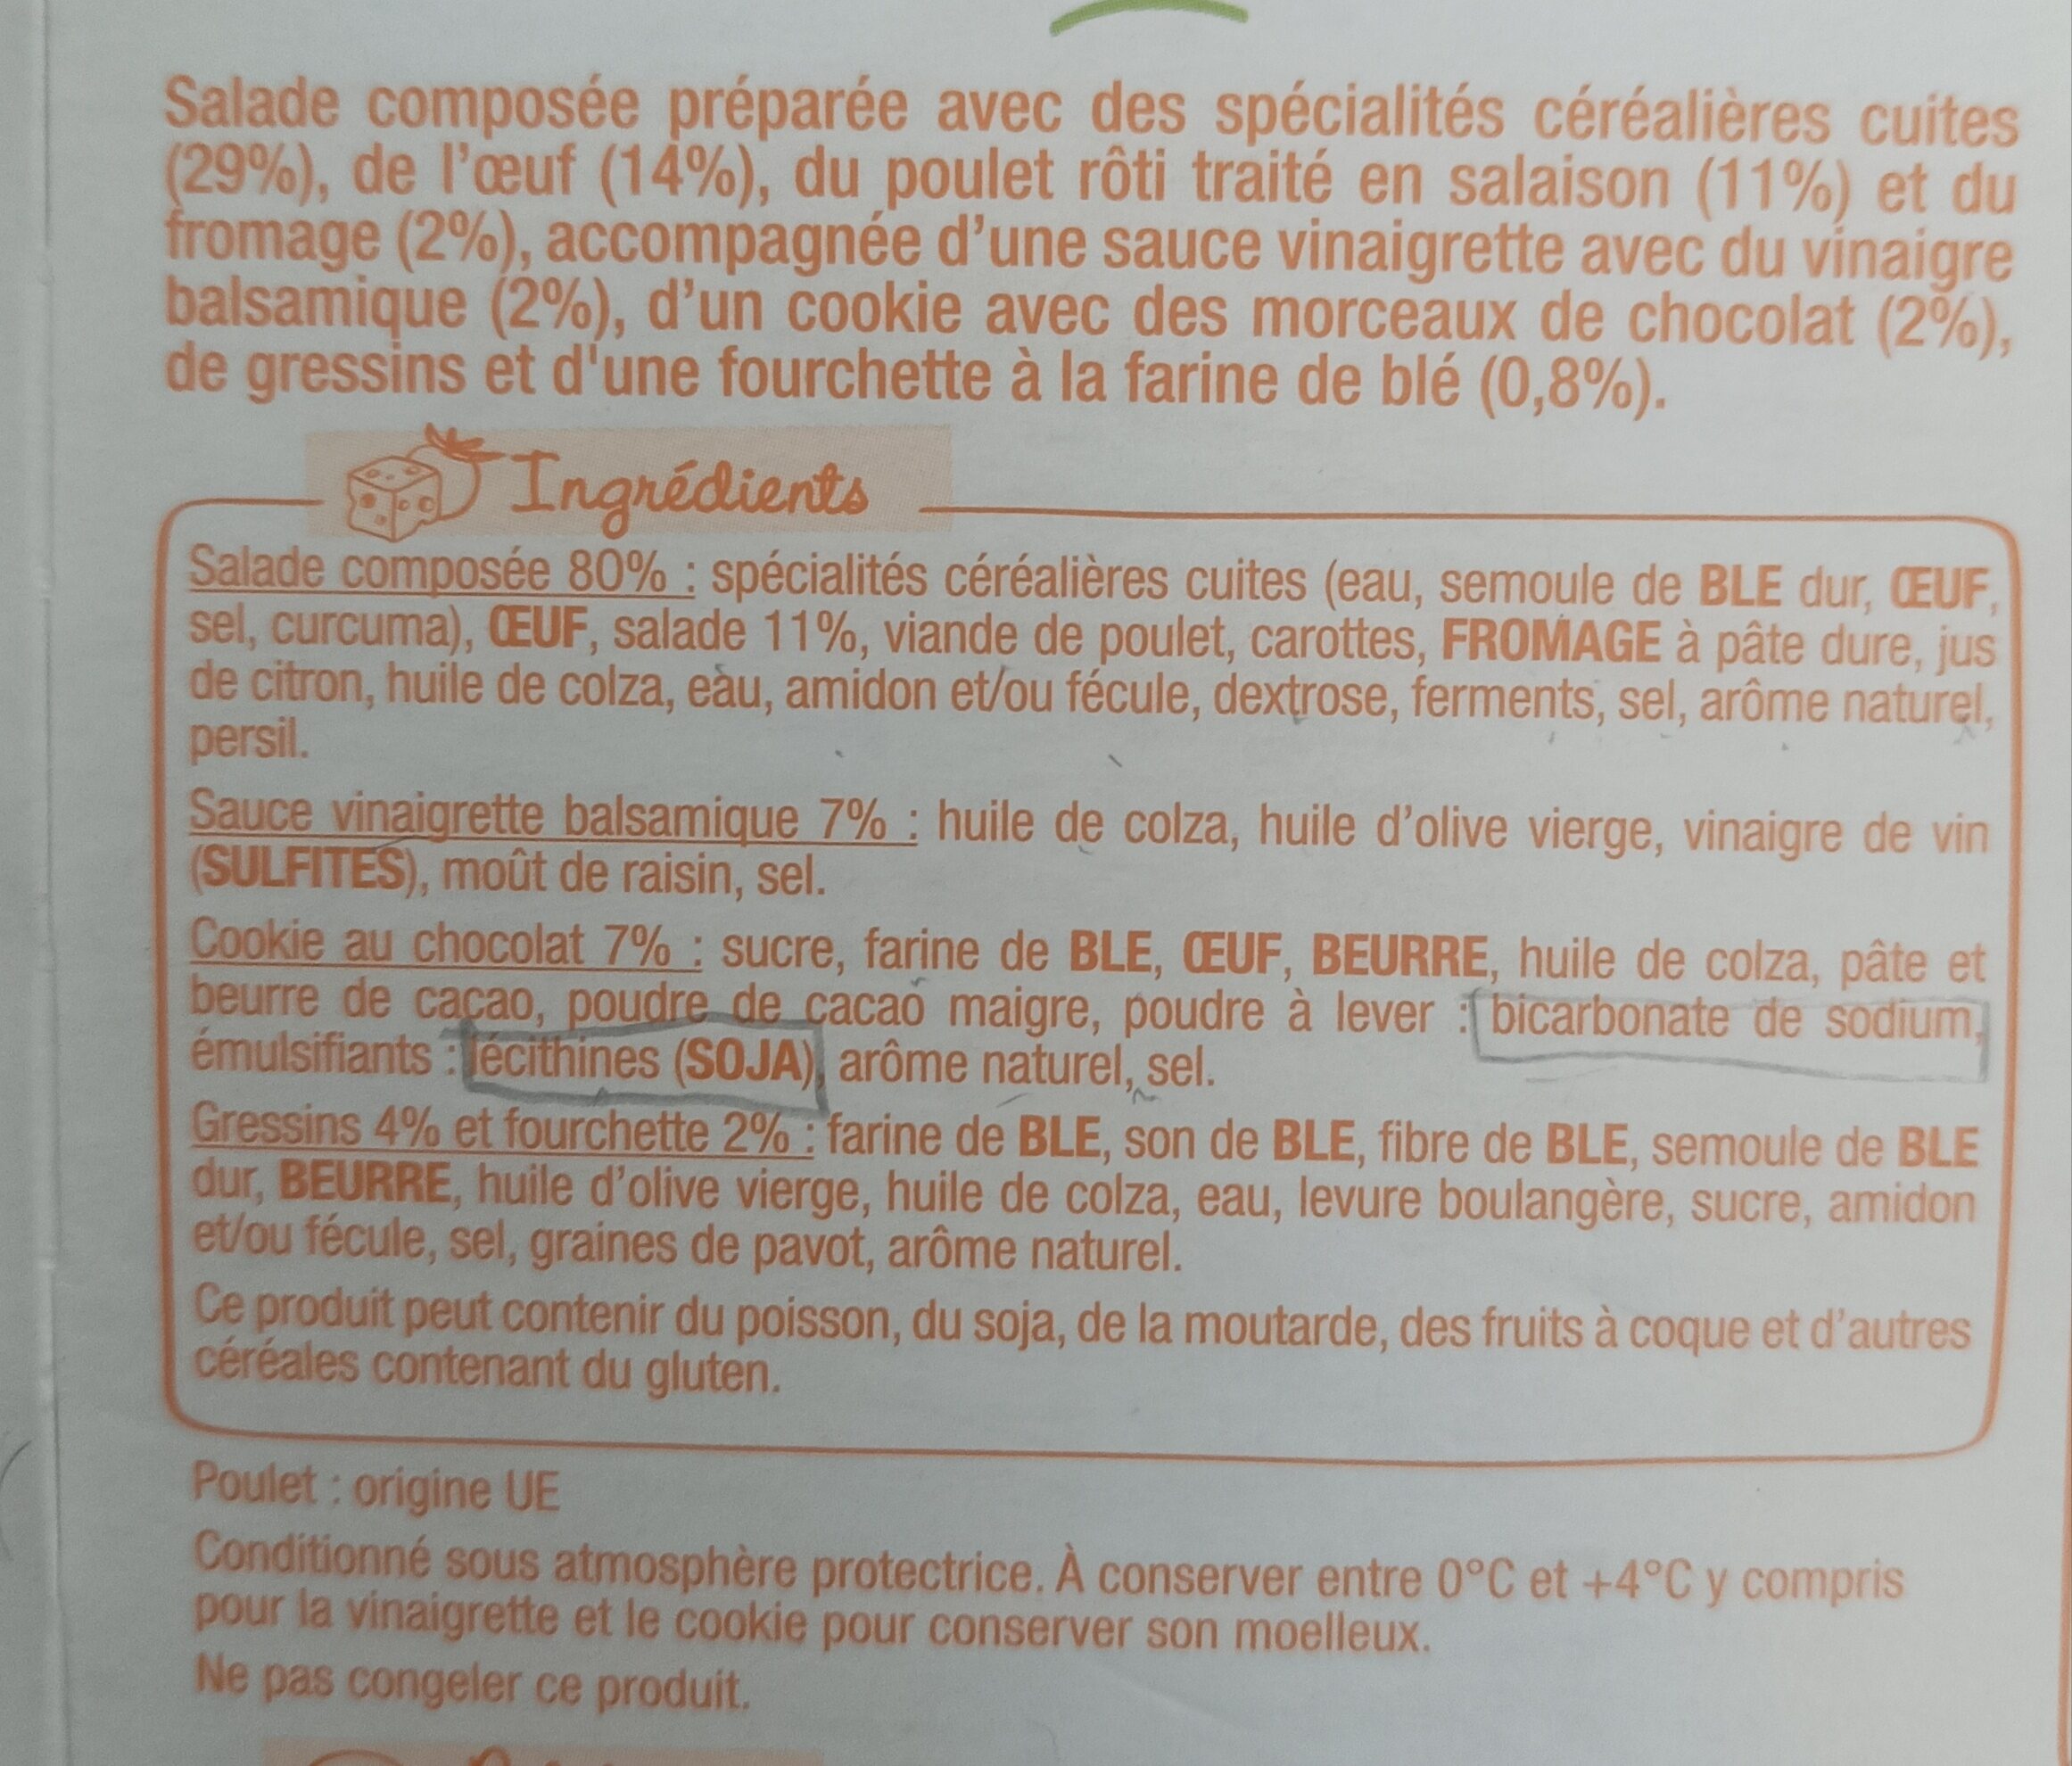 Salade composée préparée avec des spécialités céréalières cuites
(29%), de l'œuf (14%), du poulet rôti traité en salaison (11%) et du
fromage (2%), accompagnée d'une sauce vinaigrette avec du vinaigre
balsamique (2%), d'un cookie avec des morceaux de chocolat (2%),
de gressins et d'une fourchette à la farine de blé (0,8%).
Ingrédients
Salade composée 80% : spécialités céréalières cuites (eau, semoule de BLE dur, ŒUF,
sel, curcuma), ŒUF, salade 11%, viande de poulet, carottes, FROMAGE à pâte dure, jus
de citron, huile de colza, eau, amidon et/ou fécule, dextrose, ferments, sel, arôme naturel,
persil.
Sauce vinaigrette balsamique 7% : huile de colza, huile d'olive vierge, vinaigre de vin
(SULFITES), moût de raisin, sel.
Cookie au chocolat 7% : sucre, farine de BLE, ŒUF, BEURRE, huile de colza, pâte et
beurre de cacao, poudre de cacao maigre, poudre à lever : bicarbonate de sodium,
émulsifiants : lécithines (SOJA), arôme naturel, sel.
Gressins 4% et fourchette 2% : farine de BLE, son de BLE, fibre de BLE, semoule de BLE
dur, BEURRE, huile d'olive vierge, huile de colza, eau, levure boulangère, sucre, amidon
et/ou fécule, sel, graines de pavot, arôme naturel.
Ce produit peut contenir du poisson, du soja, de la moutarde, des fruits à coque et d'autres
céréales contenant du gluten.
Poulet : origine UE
Conditionné sous atmosphère protectrice. À conserver entre 0°C et +4°C y compris
pour la vinaigrette et le cookie pour conserver son moelleux.
Ne pas congeler ce produit.